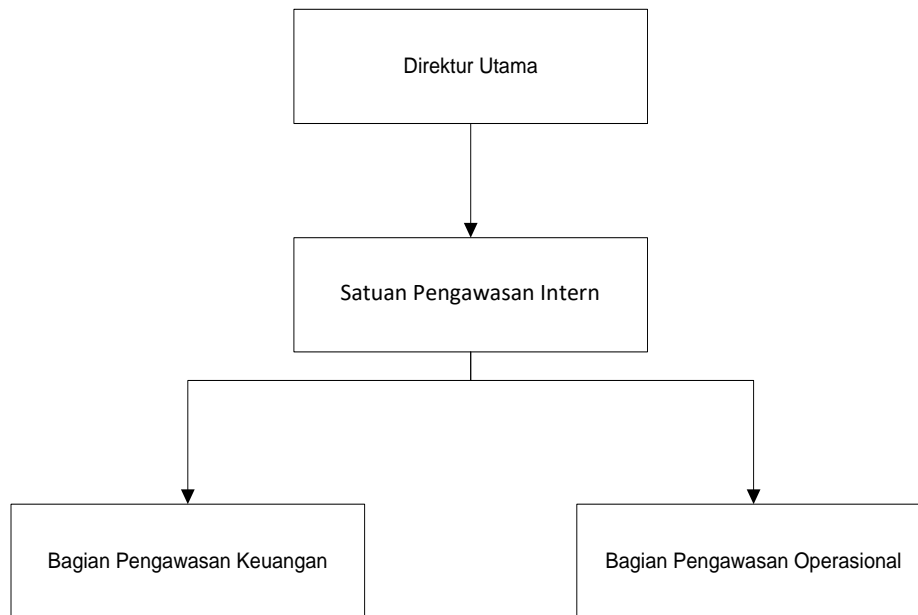 Direktur Utama
Satuan Pengawasan Intern
Bagian Pengawasan Keuangan
Bagian Pengawasan Operasional